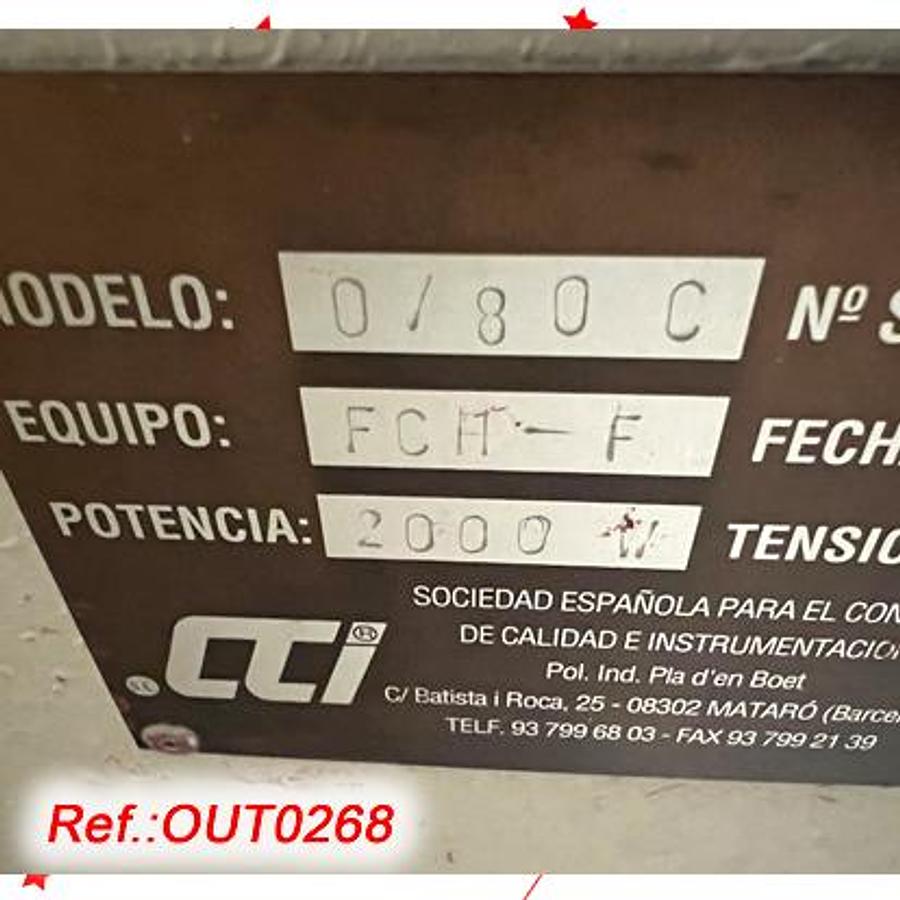 MODELO: 0/80 C Nº S
EQUIPO: FCH-F FECHA
POTENCIA: 2000 W TENSIO
SOCIEDAD ESPAÑOLA PARA EL CON
DE CALIDAD E INSTRUMENTACIÓN
Pol. Ind. Pla d'en Boet
C/ Batista i Roca, 25 - 08302 MATARÓ (Barce
TELF. 93 799 68 03 - FAX 93 799 21 39
CCi
Ref.:OUT0268